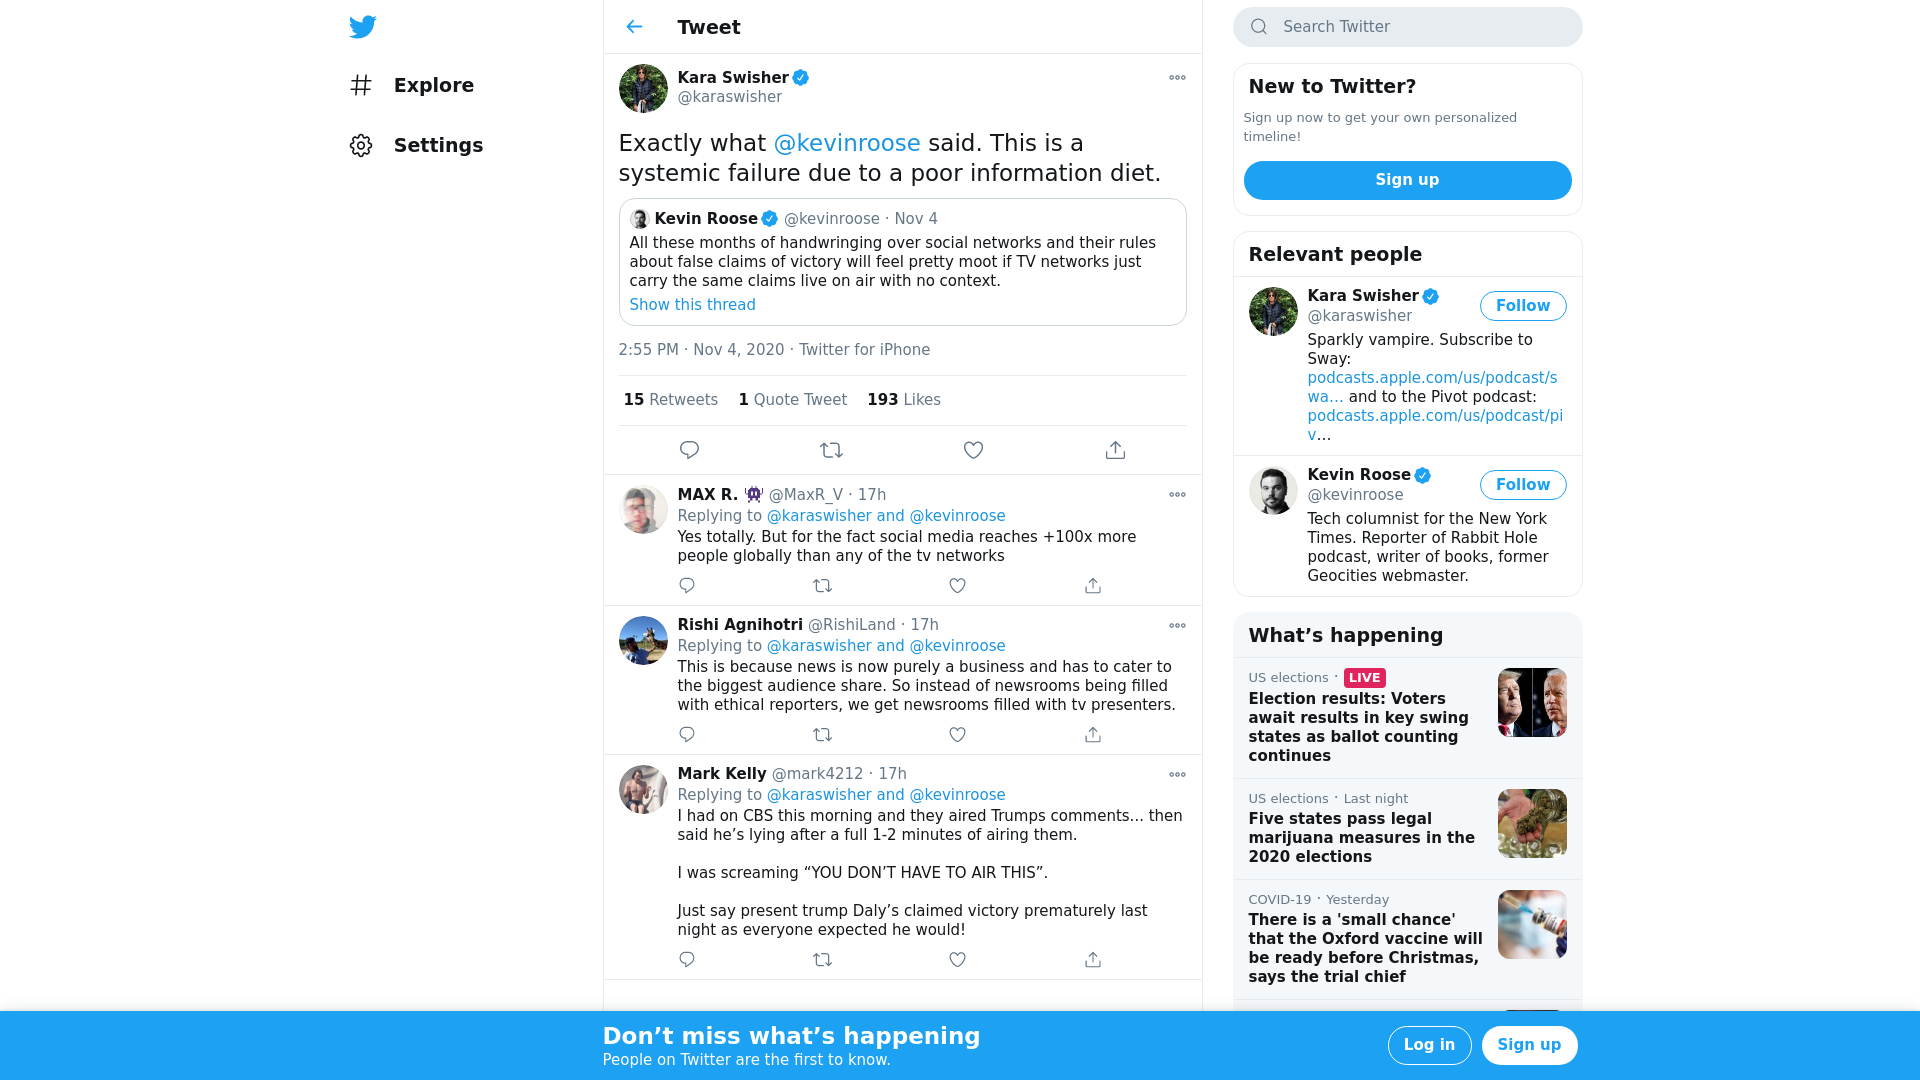 Explore
Settings
Tweet
Kara Swisher
@karaswisher
Exactly what @kevinroose said. This is a
systemic failure due to a poor information diet.
Kevin Roose @kevinroose · Nov 4
All these months of handwringing over social networks and their rules
about false claims of victory will feel pretty moot if TV networks just
carry the same claims live on air with no context.
Show this thread
2:55 PM · Nov 4, 2020 · Twitter for iPhone
15 Retweets 1 Quote Tweet 193 Likes
MAX R. 👾 @MaxR_V · 17h
Replying to @karaswisher and @kevinroose
Yes totally. But for the fact social media reaches +100x more
people globally than any of the tv networks
Rishi Agnihotri @RishiLand · 17h
Replying to @karaswisher and @kevinroose
This is because news is now purely a business and has to cater to
the biggest audience share. So instead of newsrooms being filled
with ethical reporters, we get newsrooms filled with tv presenters.
Mark Kelly @mark4212 · 17h
Replying to @karaswisher and @kevinroose
I had on CBS this morning and they aired Trumps comments... then
said he’s lying after a full 1-2 minutes of airing them.
I was screaming “YOU DON’T HAVE TO AIR THIS”.
Just say present trump Daly’s claimed victory prematurely last
night as everyone expected he would!
Search Twitter
New to Twitter?
Sign up now to get your own personalized
timeline!
Sign up
Relevant people
Kara Swisher
@karaswisher
Follow
Sparkly vampire. Subscribe to
Sway:
podcasts.apple.com/us/podcast/s
wa… and to the Pivot podcast:
podcasts.apple.com/us/podcast/pi
v…
Kevin Roose
@kevinroose
Follow
Tech columnist for the New York
Times. Reporter of Rabbit Hole
podcast, writer of books, former
Geocities webmaster.
What’s happening
US elections · LIVE
Election results: Voters
await results in key swing
states as ballot counting
continues
US elections · Last night
Five states pass legal
marijuana measures in the
2020 elections
COVID-19 · Yesterday
There is a 'small chance'
that the Oxford vaccine will
be ready before Christmas,
says the trial chief
Don’t miss what’s happening
People on Twitter are the first to know.
Log in
Sign up